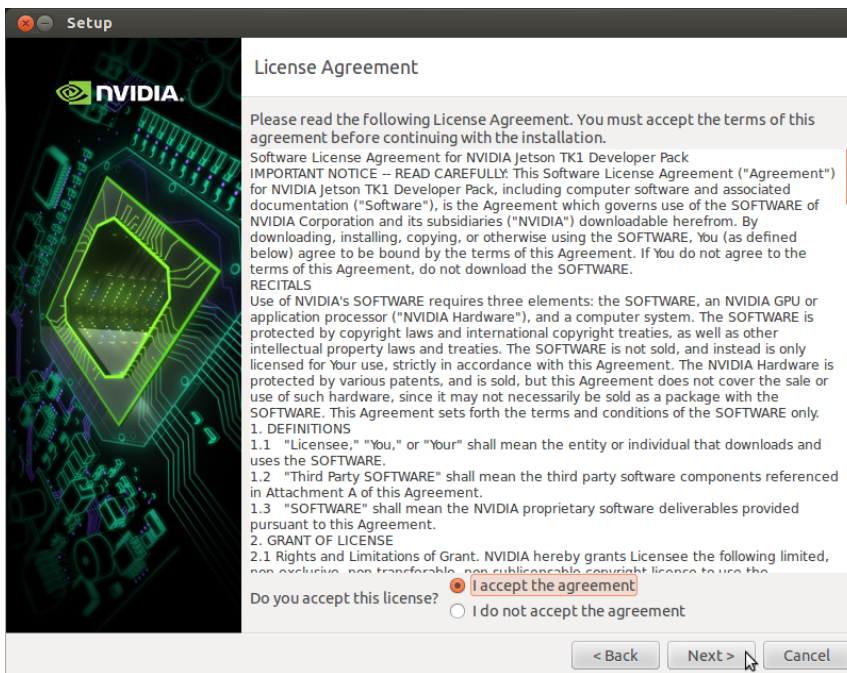 Setup
NVIDIA.
License Agreement
Please read the following License Agreement. You must accept the terms of this
agreement before continuing with the installation.
Software License Agreement for NVIDIA Jetson TK1 Developer Pack
IMPORTANT NOTICE -- READ CAREFULLY: This Software License Agreement ("Agreement")
for NVIDIA Jetson TK1 Developer Pack, including computer software and associated
documentation ("Software"), is the Agreement which governs use of the SOFTWARE of
NVIDIA Corporation and its subsidiaries ("NVIDIA") downloadable herefrom. By
downloading, installing, copying, or otherwise using the SOFTWARE, You (as defined
below) agree to be bound by the terms of this Agreement. If You do not agree to the
terms of this Agreement, do not download the SOFTWARE.
RECITALS
Use of NVIDIA's SOFTWARE requires three elements: the SOFTWARE, an NVIDIA GPU or
application processor ("NVIDIA Hardware"), and a computer system. The SOFTWARE is
protected by copyright laws and international copyright treaties, as well as other
intellectual property laws and treaties. The SOFTWARE is not sold, and instead is only
licensed for Your use, strictly in accordance with this Agreement. The NVIDIA Hardware is
protected by various patents, and is sold, but this Agreement does not cover the sale or
use of such hardware, since it may not necessarily be sold as a package with the
SOFTWARE. This Agreement sets forth the terms and conditions of the SOFTWARE only.
1. DEFINITIONS
1.1 "Licensee," "You," or "Your" shall mean the entity or individual that downloads and
uses the SOFTWARE.
1.2 "Third Party SOFTWARE" shall mean the third party software components referenced
in Attachment A of this Agreement.
1.3 "SOFTWARE" shall mean the NVIDIA proprietary software deliverables provided
pursuant to this Agreement.
2. GRANT OF LICENSE
2.1 Rights and Limitations of Grant. NVIDIA hereby grants Licensee the following limited,
non-exclusive, non-transferable, non-sublicensable copyright license to use the
Do you accept this license?
I accept the agreement
I do not accept the agreement
< Back
Next >
Cancel